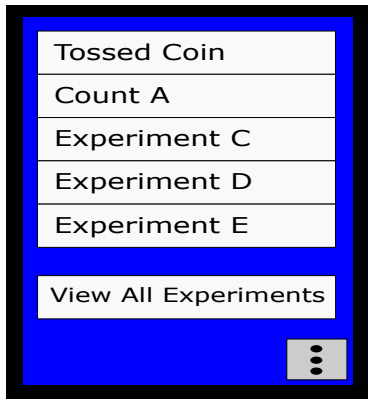 Tossed Coin
Count A
Experiment C
Experiment D
Experiment E
View All Experiments